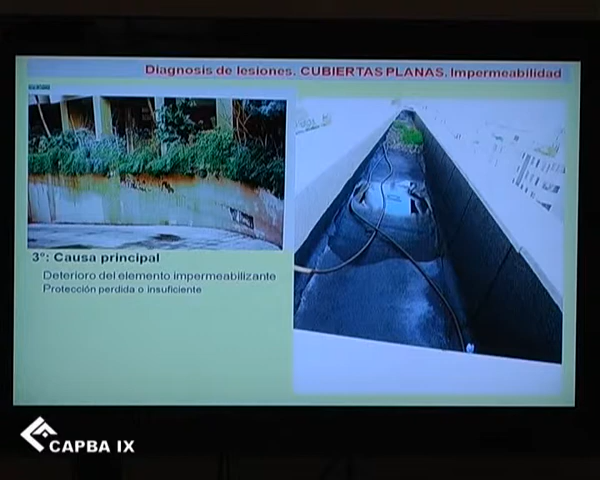 Diagnosis de lesiones. CUBIERTAS PLANAS. Impermeabilidad
3º: Causa principal
Deterioro del elemento impermeabilizante
Protección perdida o insuficiente
CAPBA IX